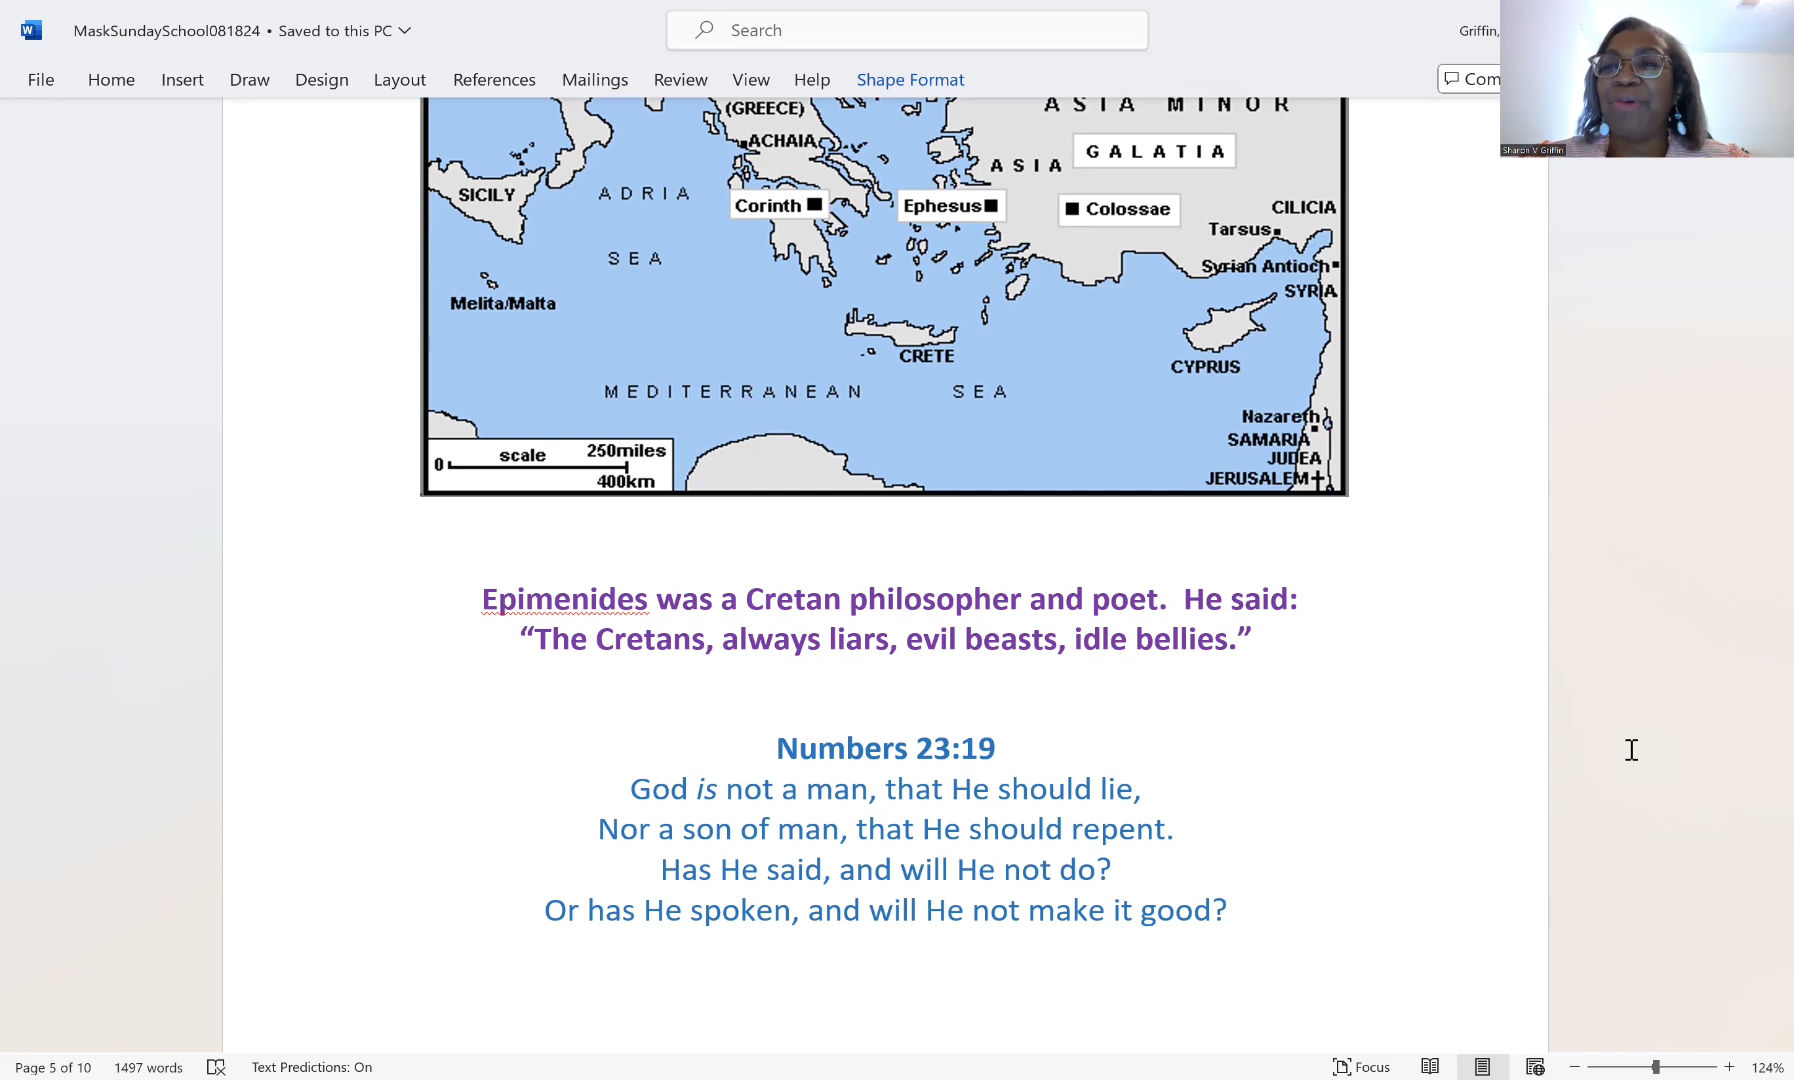 MaskSundaySchool081824 • Saved to this PC
Search
Griffin,
File Home Insert Draw Design Layout References Mailings Review View Help Shape Format
Com
Sharon V Griffin
(GREECE)
ASIA MINOR
ACHAIA
GALATIA
ASIA
SICILY
ADRIA
Corinth
Ephesus
Colossae
CILICIA
Tarsus
SEA
Syrian Antioch
SYRIA
Melita/Malta
CRETE
CYPRUS
MEDITERRANEAN SEA
Nazareth
SAMARIA
JUDEA
JERUSALEM
0 scale 250miles
400km
Epimenides was a Cretan philosopher and poet.  He said:
“The Cretans, always liars, evil beasts, idle bellies.”
Numbers 23:19
God is not a man, that He should lie,
Nor a son of man, that He should repent.
Has He said, and will He not do?
Or has He spoken, and will He not make it good?
Page 5 of 10 1497 words Text Predictions: On Focus 124%